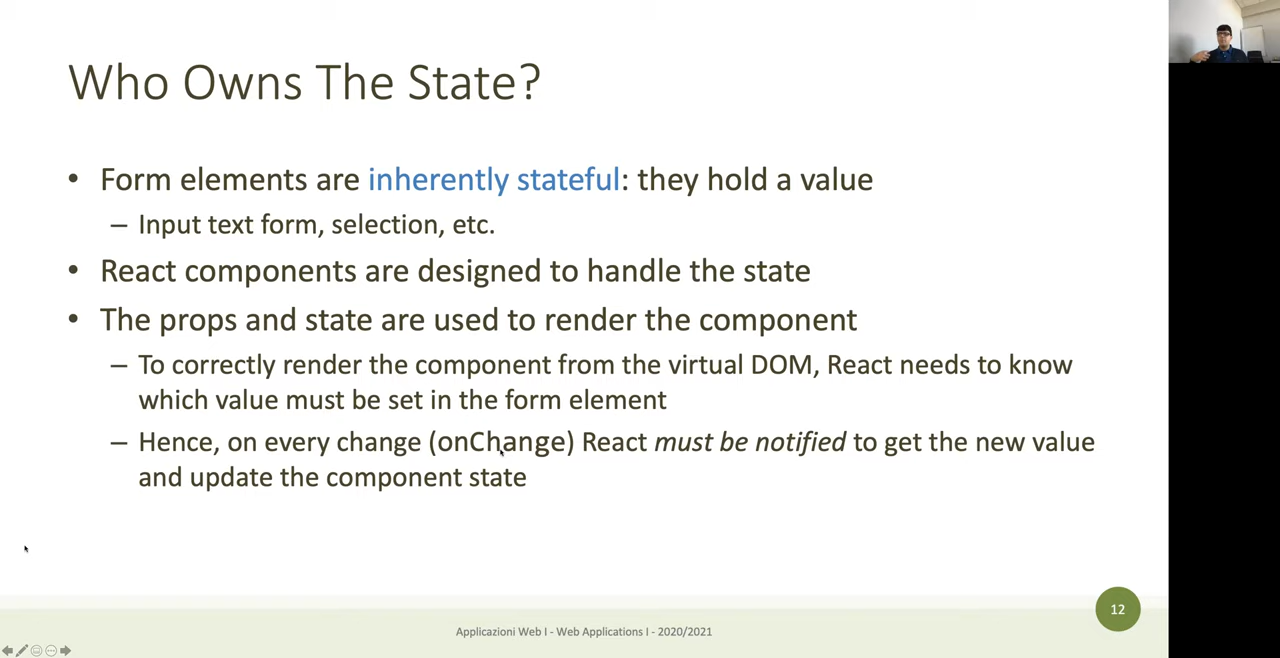 Who Owns The State?
• Form elements are inherently stateful: they hold a value
– Input text form, selection, etc.
• React components are designed to handle the state
• The props and state are used to render the component
– To correctly render the component from the virtual DOM, React needs to know
which value must be set in the form element
– Hence, on every change (onChange) React must be notified to get the new value
and update the component state
12
Applicazioni Web I - Web Applications I - 2020/2021